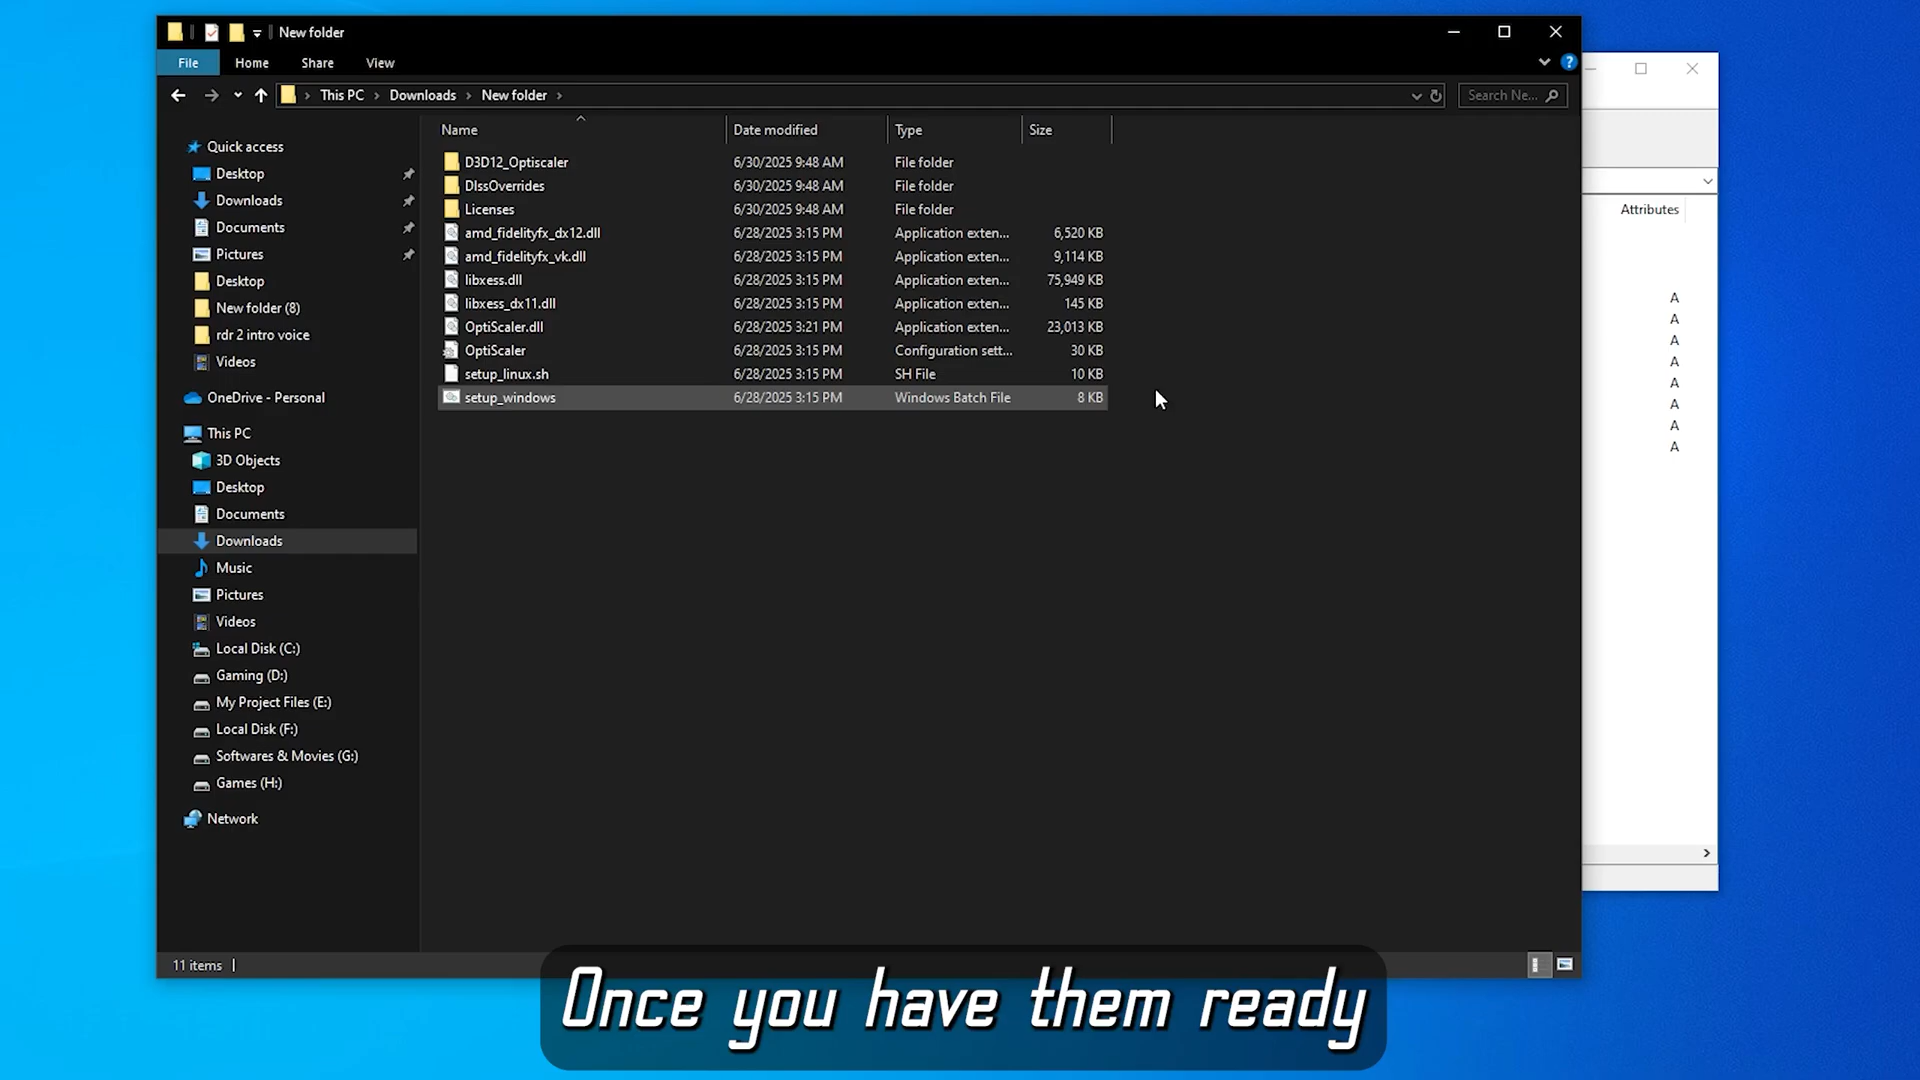 New folder
File Home Share View
This PC Downloads New folder
Search Ne...
Name Date modified Type Size
D3D12_Optiscaler 6/30/2025 9:48 AM File folder
DlssOverrides 6/30/2025 9:48 AM File folder
Licenses 6/30/2025 9:48 AM File folder
amd_fidelityfx_dx12.dll 6/28/2025 3:15 PM Application exten... 6,520 KB
amd_fidelityfx_vk.dll 6/28/2025 3:15 PM Application exten... 9,114 KB
libxess.dll 6/28/2025 3:15 PM Application exten... 75,949 KB
libxess_dx11.dll 6/28/2025 3:15 PM Application exten... 145 KB
OptiScaler.dll 6/28/2025 3:21 PM Application exten... 23,013 KB
OptiScaler 6/28/2025 3:15 PM Configuration sett... 30 KB
setup_linux.sh 6/28/2025 3:15 PM SH File 10 KB
setup_windows 6/28/2025 3:15 PM Windows Batch File 8 KB
Quick access
Desktop
Downloads
Documents
Pictures
Desktop
New folder (8)
rdr 2 intro voice
Videos
OneDrive - Personal
This PC
3D Objects
Desktop
Documents
Downloads
Music
Pictures
Videos
Local Disk (C:)
Gaming (D:)
My Project Files (E:)
Local Disk (F:)
Softwares & Movies (G:)
Games (H:)
Network
11 items
Attributes
A
A
A
A
A
A
A
A
Once you have them ready